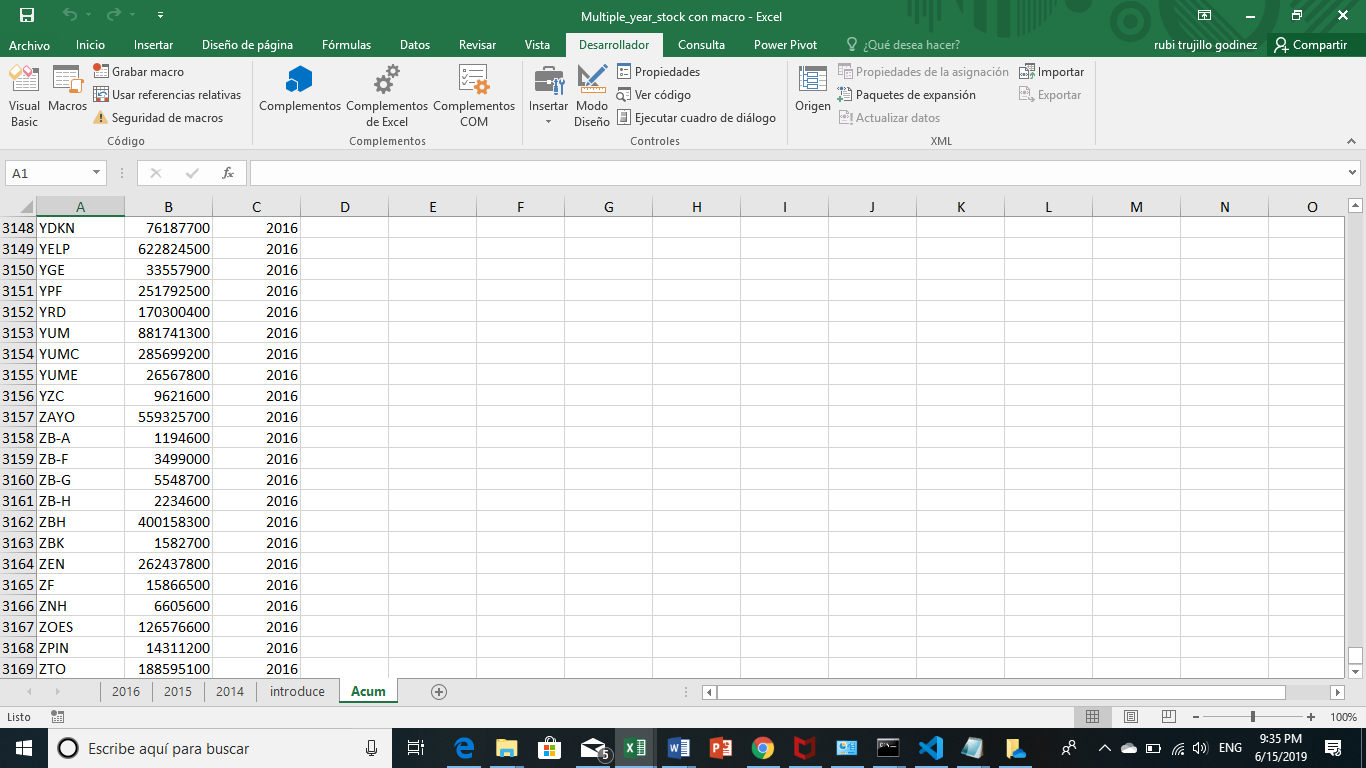 Multiple_year_stock con macro - Excel
Archivo Inicio Insertar Diseño de página Fórmulas Datos Revisar Vista Desarrollador Consulta Power Pivot ¿Qué desea hacer? rubi trujillo godinez Compartir
Visual Basic
Macros
Grabar macro
Usar referencias relativas
Seguridad de macros
Código
Complementos
Complementos de Excel
Complementos COM
Complementos
Insertar
Modo Diseño
Propiedades
Ver código
Ejecutar cuadro de diálogo
Controles
Origen
Propiedades de la asignación
Paquetes de expansión
Actualizar datos
Importar
Exportar
XML
A1 fx
A B C D E F G H I J K L M N O
3148 YDKN 76187700 2016
3149 YELP 622824500 2016
3150 YGE 33557900 2016
3151 YPF 251792500 2016
3152 YRD 170300400 2016
3153 YUM 881741300 2016
3154 YUMC 285699200 2016
3155 YUME 26567800 2016
3156 YZC 9621600 2016
3157 ZAYO 559325700 2016
3158 ZB-A 1194600 2016
3159 ZB-F 3499000 2016
3160 ZB-G 5548700 2016
3161 ZB-H 2234600 2016
3162 ZBH 400158300 2016
3163 ZBK 1582700 2016
3164 ZEN 262437800 2016
3165 ZF 15866500 2016
3166 ZNH 6605600 2016
3167 ZOES 126576600 2016
3168 ZPIN 14311200 2016
3169 ZTO 188595100 2016
2016 2015 2014 introduce Acum
Listo 100%
Escribe aquí para buscar 5 ENG 9:35 PM
6/15/2019